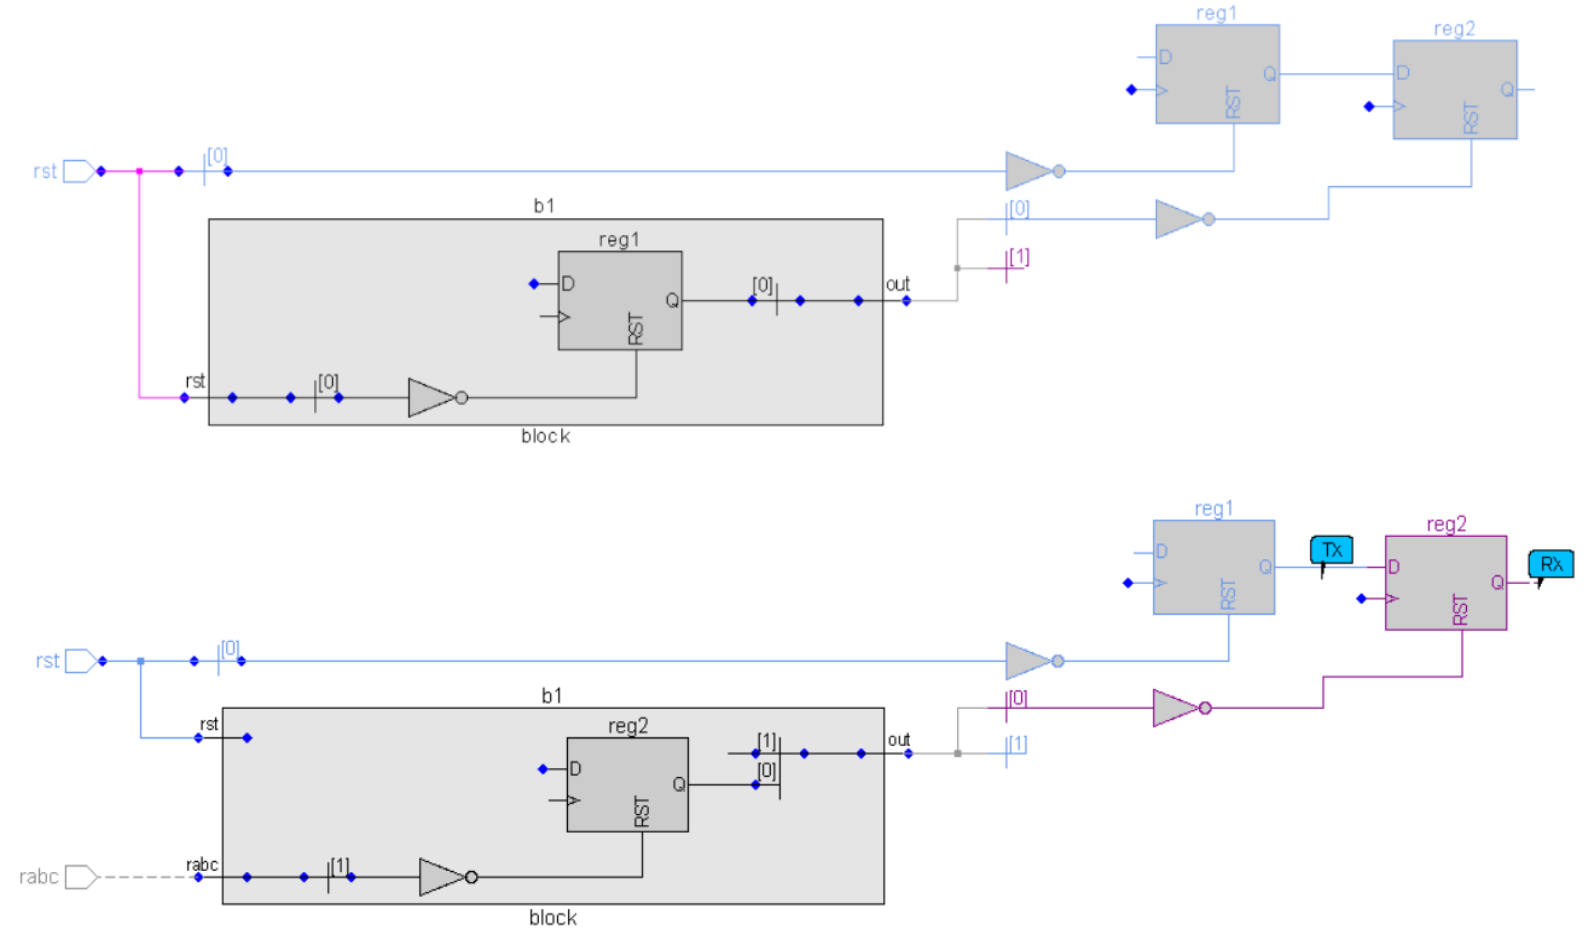 reg1
reg2
D
Q
RST
D
Q
RST
rst
[0]
b1
[0]
reg1
[1]
D
Q
RST
[0]
out
rst
[0]
block
reg1
TX
reg2
RX
D
Q
RST
D
Q
RST
rst
[0]
b1
[0]
rst
reg2
[1]
out
[1]
D
Q
RST
[0]
rabc
rabc
[1]
block